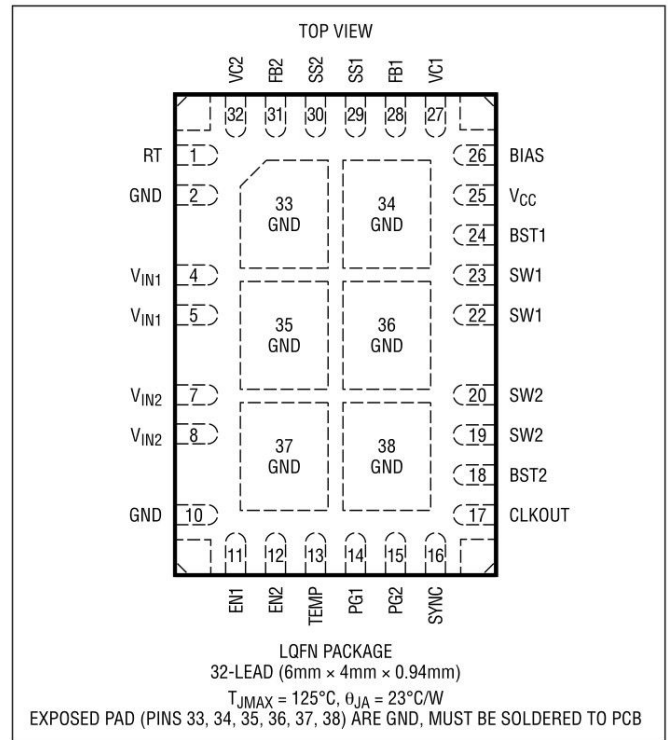 TOP VIEW
VC2 FB2 SS2 SS1 FB1 VC1
32 31 30 29 28 27
RT 1 26 BIAS
GND 2 25 VCC
33 GND 34 GND
24 BST1
VIN1 4 23 SW1
VIN1 5 22 SW1
35 GND 36 GND
VIN2 7 20 SW2
VIN2 8 19 SW2
37 GND 38 GND
18 BST2
GND 10 17 CLKOUT
11 12 13 14 15 16
EN1 EN2 TEMP PG1 PG2 SYNC
LQFN PACKAGE
32-LEAD (6mm × 4mm × 0.94mm)
TJMAX = 125°C, θJA = 23°C/W
EXPOSED PAD (PINS 33, 34, 35, 36, 37, 38) ARE GND, MUST BE SOLDERED TO PCB